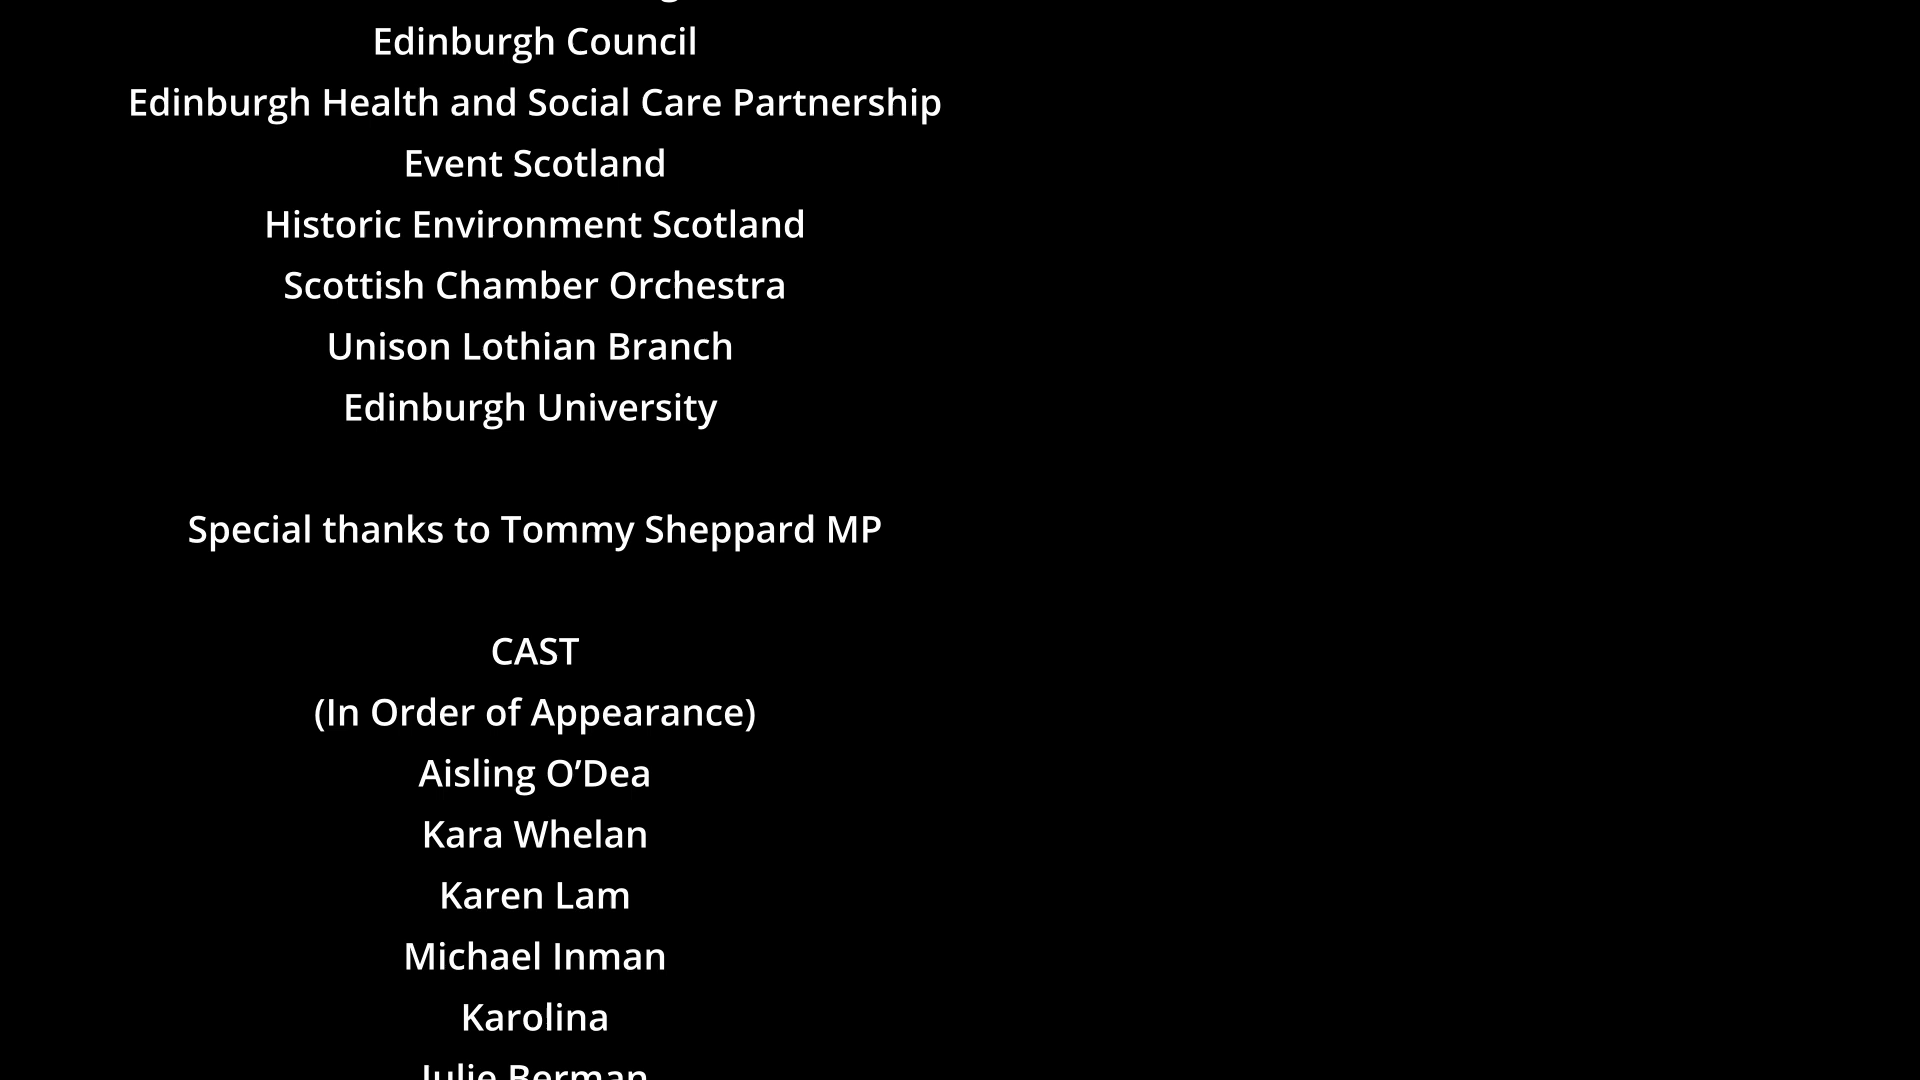 Edinburgh Council
Edinburgh Health and Social Care Partnership
Event Scotland
Historic Environment Scotland
Scottish Chamber Orchestra
Unison Lothian Branch
Edinburgh University
Special thanks to Tommy Sheppard MP
CAST
(In Order of Appearance)
Aisling O’Dea
Kara Whelan
Karen Lam
Michael Inman
Karolina
Julie Berman